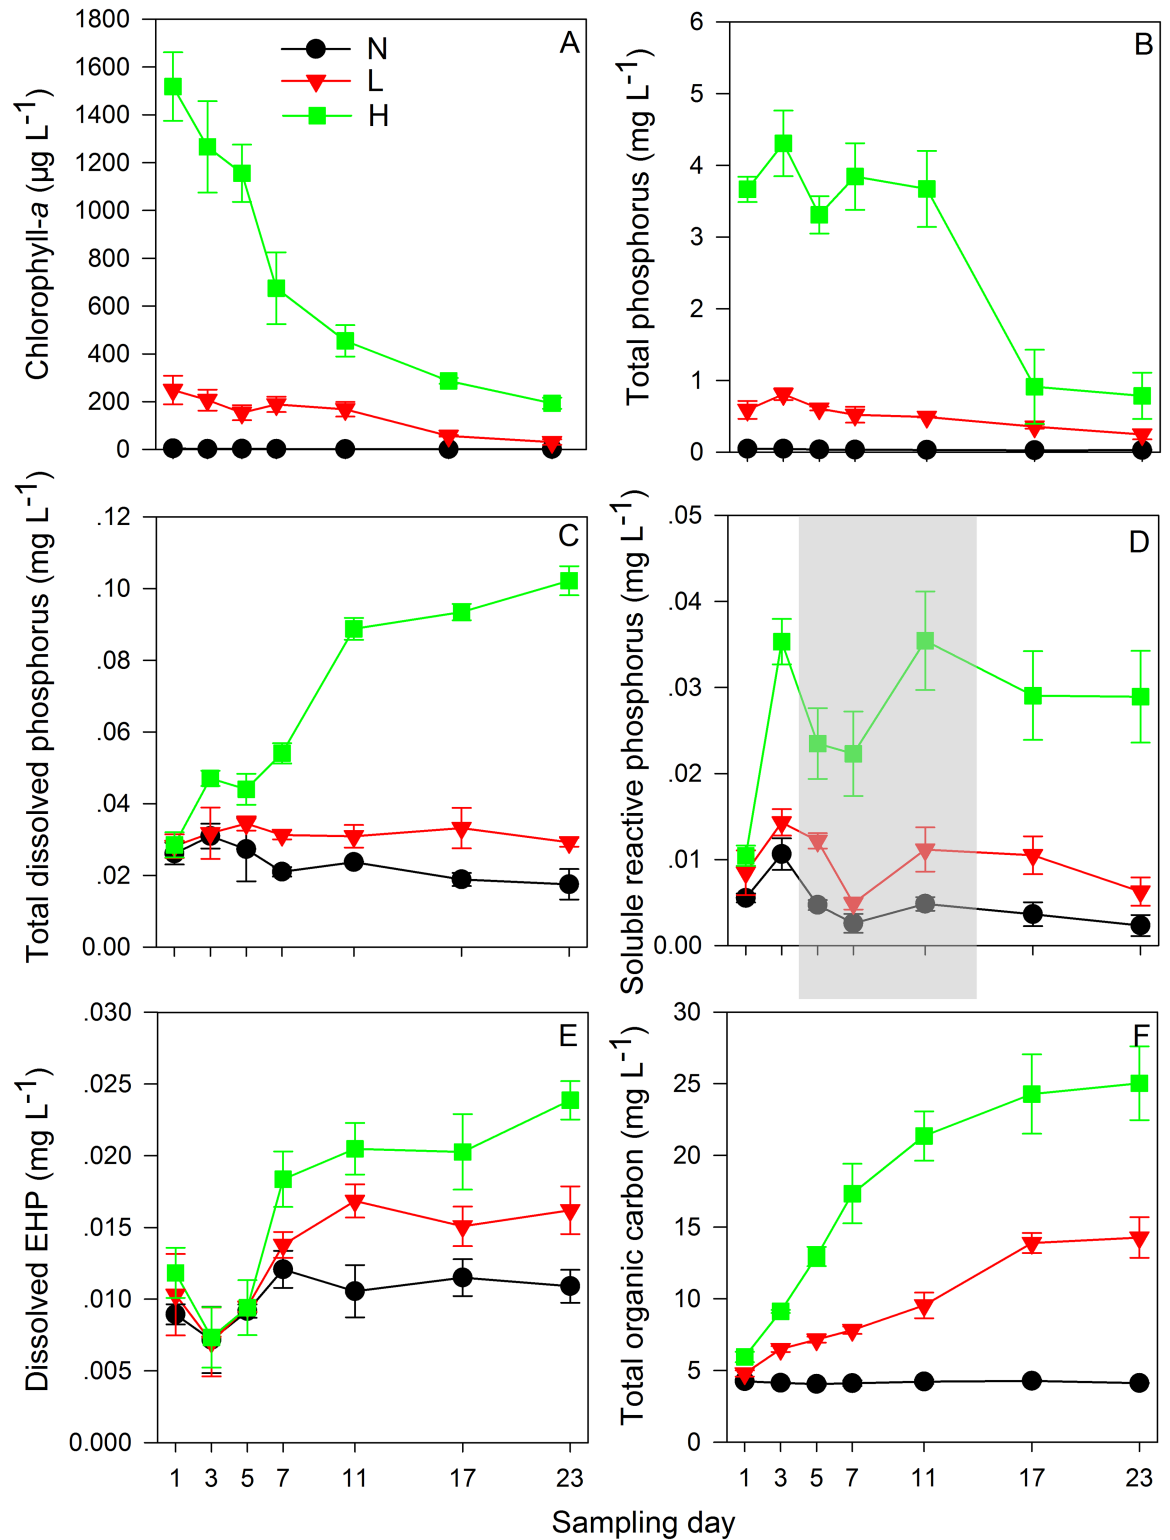 A
Chlorophyll-a (µg L-1)
1800
1600
1400
1200
1000
800
600
400
200
0
N
L
H
B
Total phosphorus (mg L-1)
6
5
4
3
2
1
0
C
Total dissolved phosphorus (mg L-1)
.12
.10
.08
.06
.04
.02
0.00
D
Soluble reactive phosphorus (mg L-1)
.05
.04
.03
.02
.01
0.00
E
Dissolved EHP (mg L-1)
.030
.025
.020
.015
.010
.005
0.000
1 3 5 7 11 17 23
F
Total organic carbon (mg L-1)
30
25
20
15
10
5
0
1 3 5 7 11 17 23
Sampling day